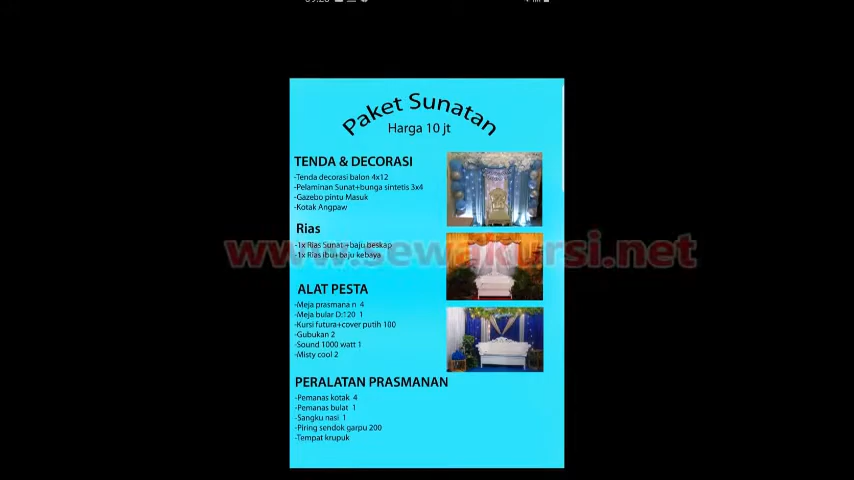 Paket Sunatan
Harga 10 jt
TENDA & DECORASI
-Tenda decorasi balon 4x12
-Pelaminan Sunat+bunga sintetis 3x4
-Gazebo pintu Masuk
-Kotak Angpaw
Rias
-1x Rias Sunat +baju beskap
-1x Rias ibu+baju kebaya
www.sewakursi.net
ALAT PESTA
-Meja prasmana n 4
-Meja bular D:120 1
-Kursi futura+cover putih 100
-Gubukan 2
-Sound 1000 watt 1
-Misty cool 2
PERALATAN PRASMANAN
-Pemanas kotak 4
-Pemanas bulat 1
-Sangku nasi 1
-Piring sendok garpu 200
-Tempat krupuk